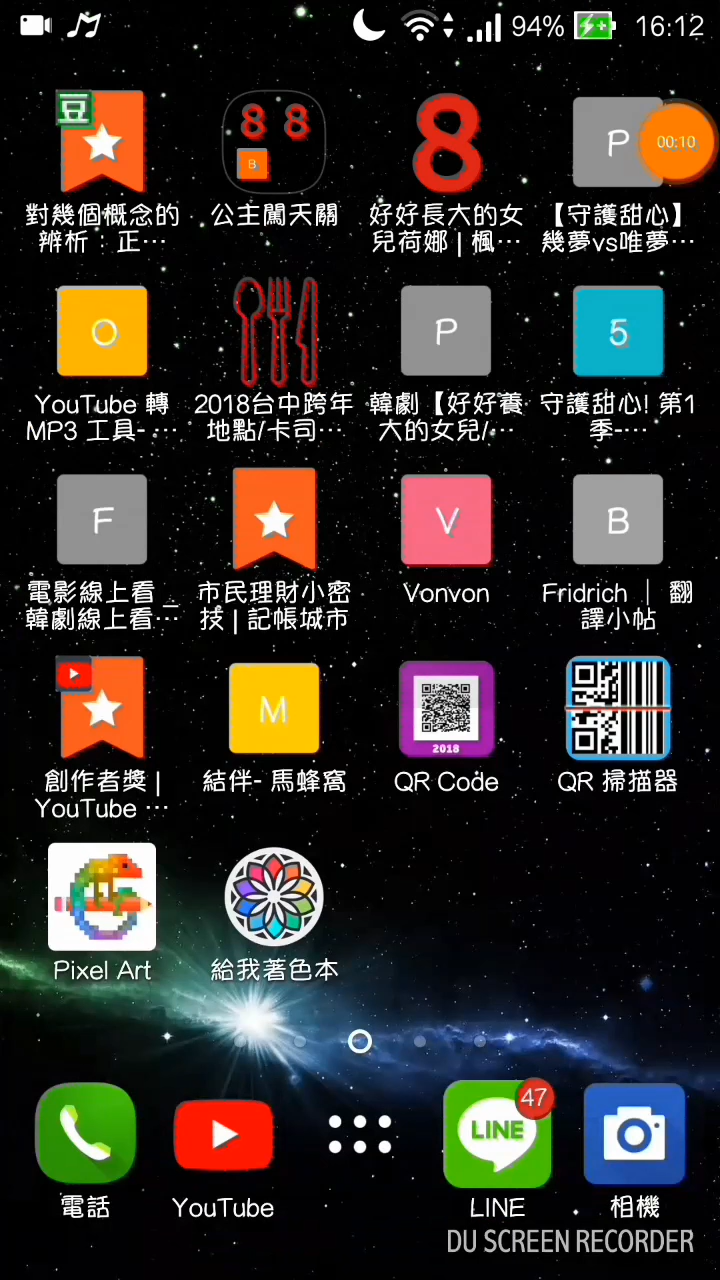 94% 16:12
豆
8 8
B
8
P
00:10
對幾個概念的
辨析：正…
公主闖天關
好好長大的女
兒荷娜 | 楓…
【守護甜心】
幾夢vs唯夢…
O
P
5
YouTube 轉
MP3 工具- …
2018台中跨年
地點/卡司…
韓劇【好好養
大的女兒/…
守護甜心! 第1
季-…
F
V
B
電影線上看 _
韓劇線上看…
市民理財小密
技 | 記帳城市
Vonvon
Fridrich ｜ 翻
譯小帖
M
2018
創作者獎 |
YouTube …
結伴- 馬蜂窩
QR Code
QR 掃描器
Pixel Art
給我著色本
47
LINE
電話
YouTube
LINE
相機
DU SCREEN RECORDER